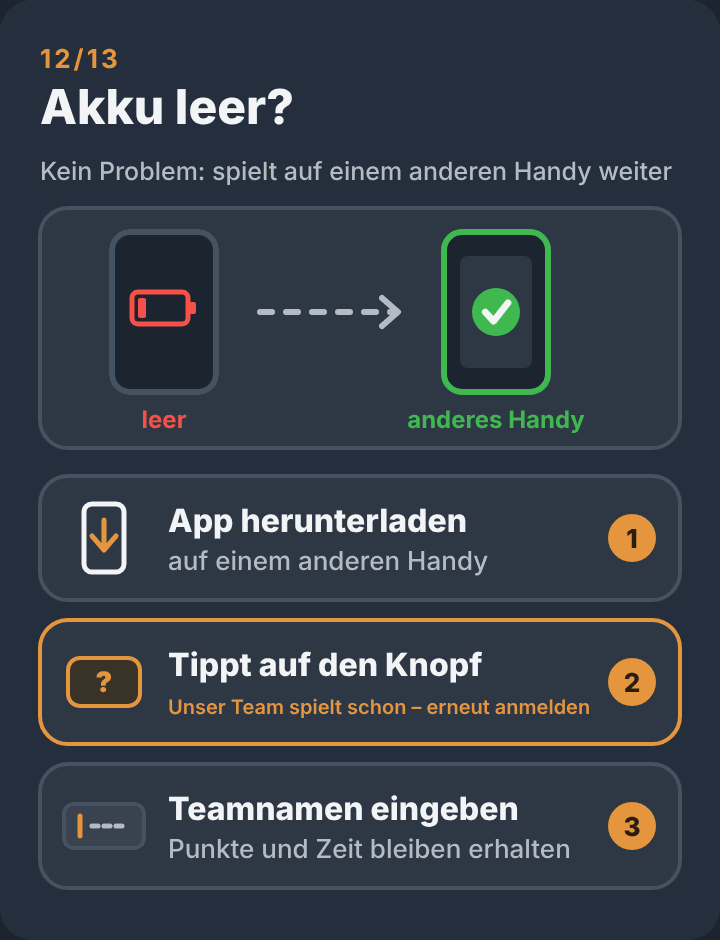 12/13
Akku leer?
Kein Problem: spielt auf einem anderen Handy weiter
leer
anderes Handy
App herunterladen
auf einem anderen Handy
1
?
Tippt auf den Knopf
Unser Team spielt schon – erneut anmelden
2
Teamnamen eingeben
Punkte und Zeit bleiben erhalten
3